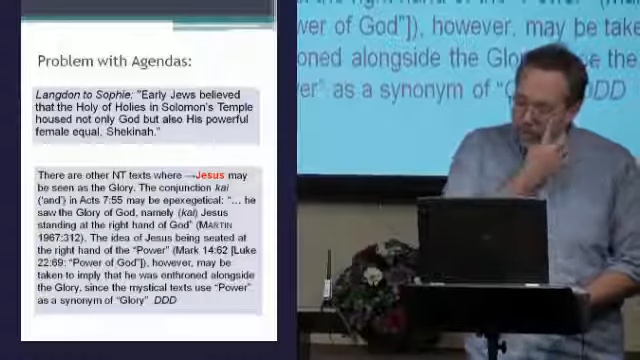 Problem with Agendas:
Langdon to Sophie: "Early Jews believed
that the Holy of Holies in Solomon's Temple
housed not only God but also His powerful
female equal, Shekinah."
There are other NT texts where →Jesus may
be seen as the Glory. The conjunction kai
('and') in Acts 7:55 may be epexegetical: "... he
saw the Glory of God, namely (kai) Jesus
standing at the right hand of God" (MARTIN
1967:312). The idea of Jesus being seated at
the right hand of the "Power" (Mark 14:62 [Luke
22:69: "Power of God"]), however, may be
taken to imply that he was enthroned alongside
the Glory, since the mystical texts use "Power"
as a synonym of "Glory" DDD
the right hand of the "Power"
wer of God"]), however, may be take
oned alongside the Glo the
er" as a synonym of "G DDD